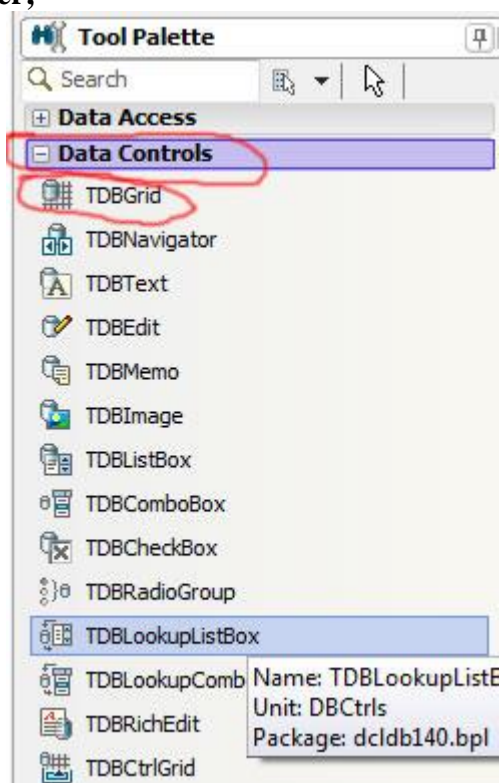 er;
Tool Palette
Search
Data Access
Data Controls
TDBGrid
TDBNavigator
TDBText
TDBEdit
TDBMemo
TDBImage
TDBListBox
TDBComboBox
TDBCheckBox
TDBRadioGroup
TDBLookupListBox
TDBLookupComb
Name: TDBLookupListB
Unit: DBCtrls
Package: dcldb140.bpl
TDBRichEdit
TDBCtrlGrid